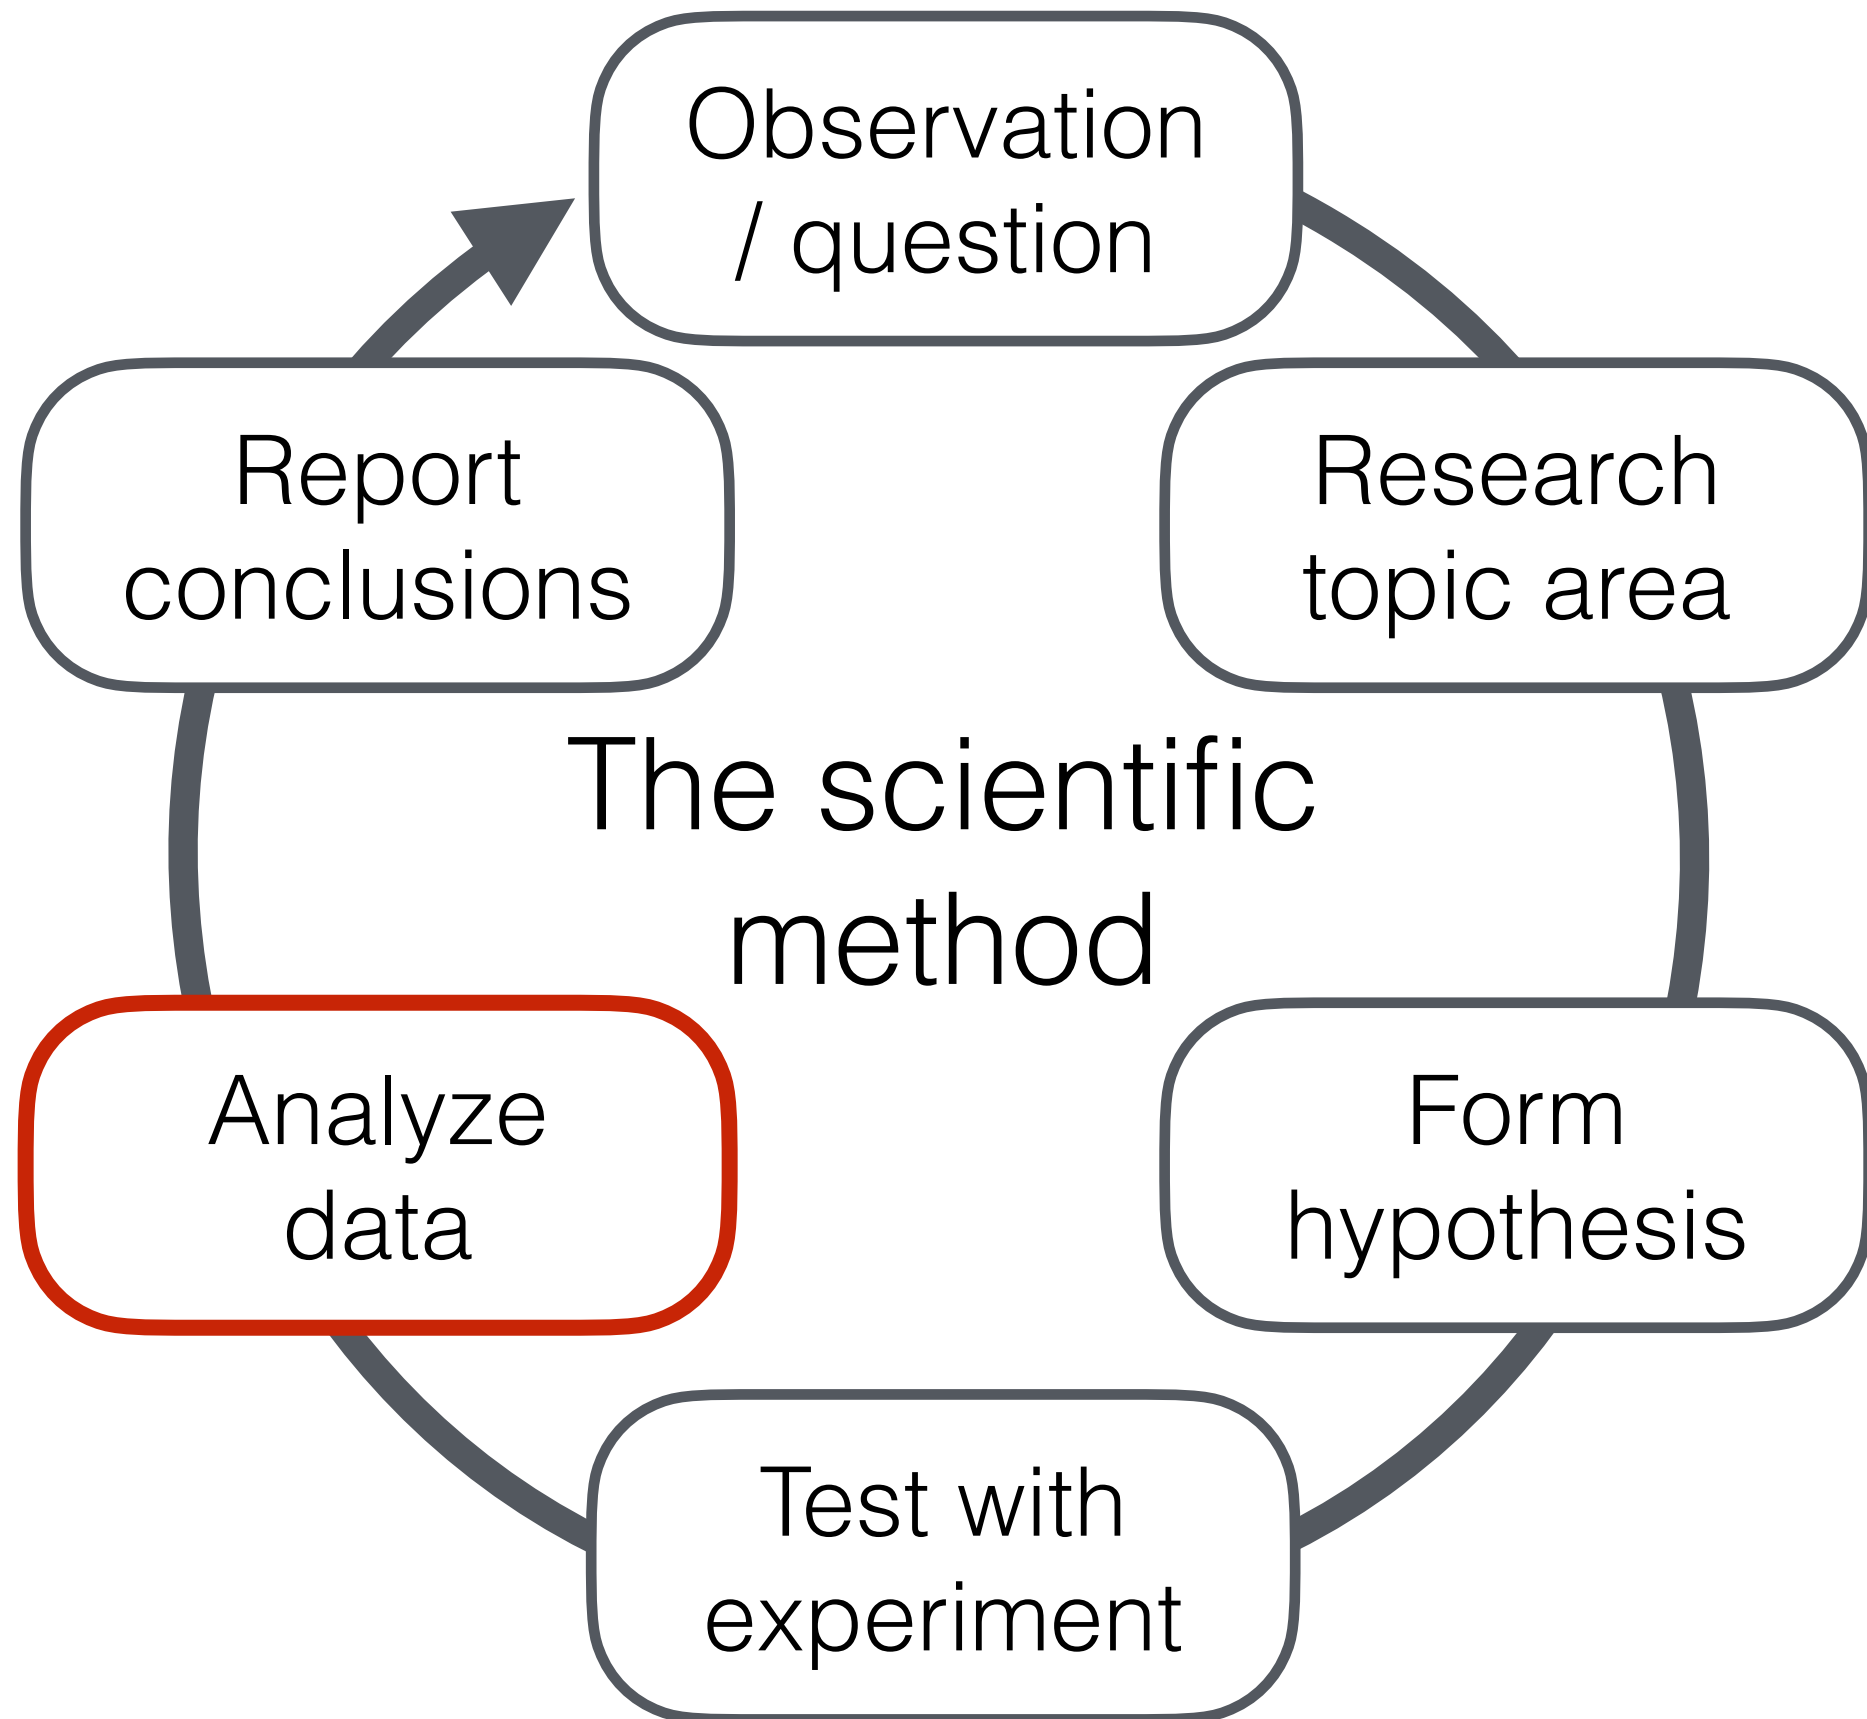 Observation
/ question
Research
topic area
Form
hypothesis
Test with
experiment
Analyze
data
Report
conclusions
The scientific
method